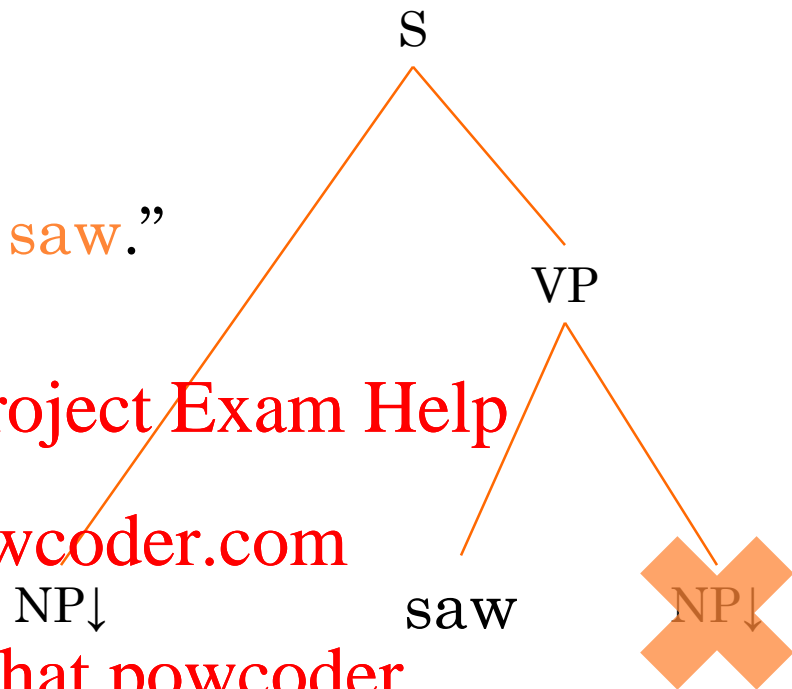 S
saw.”
VP
roject Exam Help
wcoder.com
NP↓ saw NP↓
hat powcoder